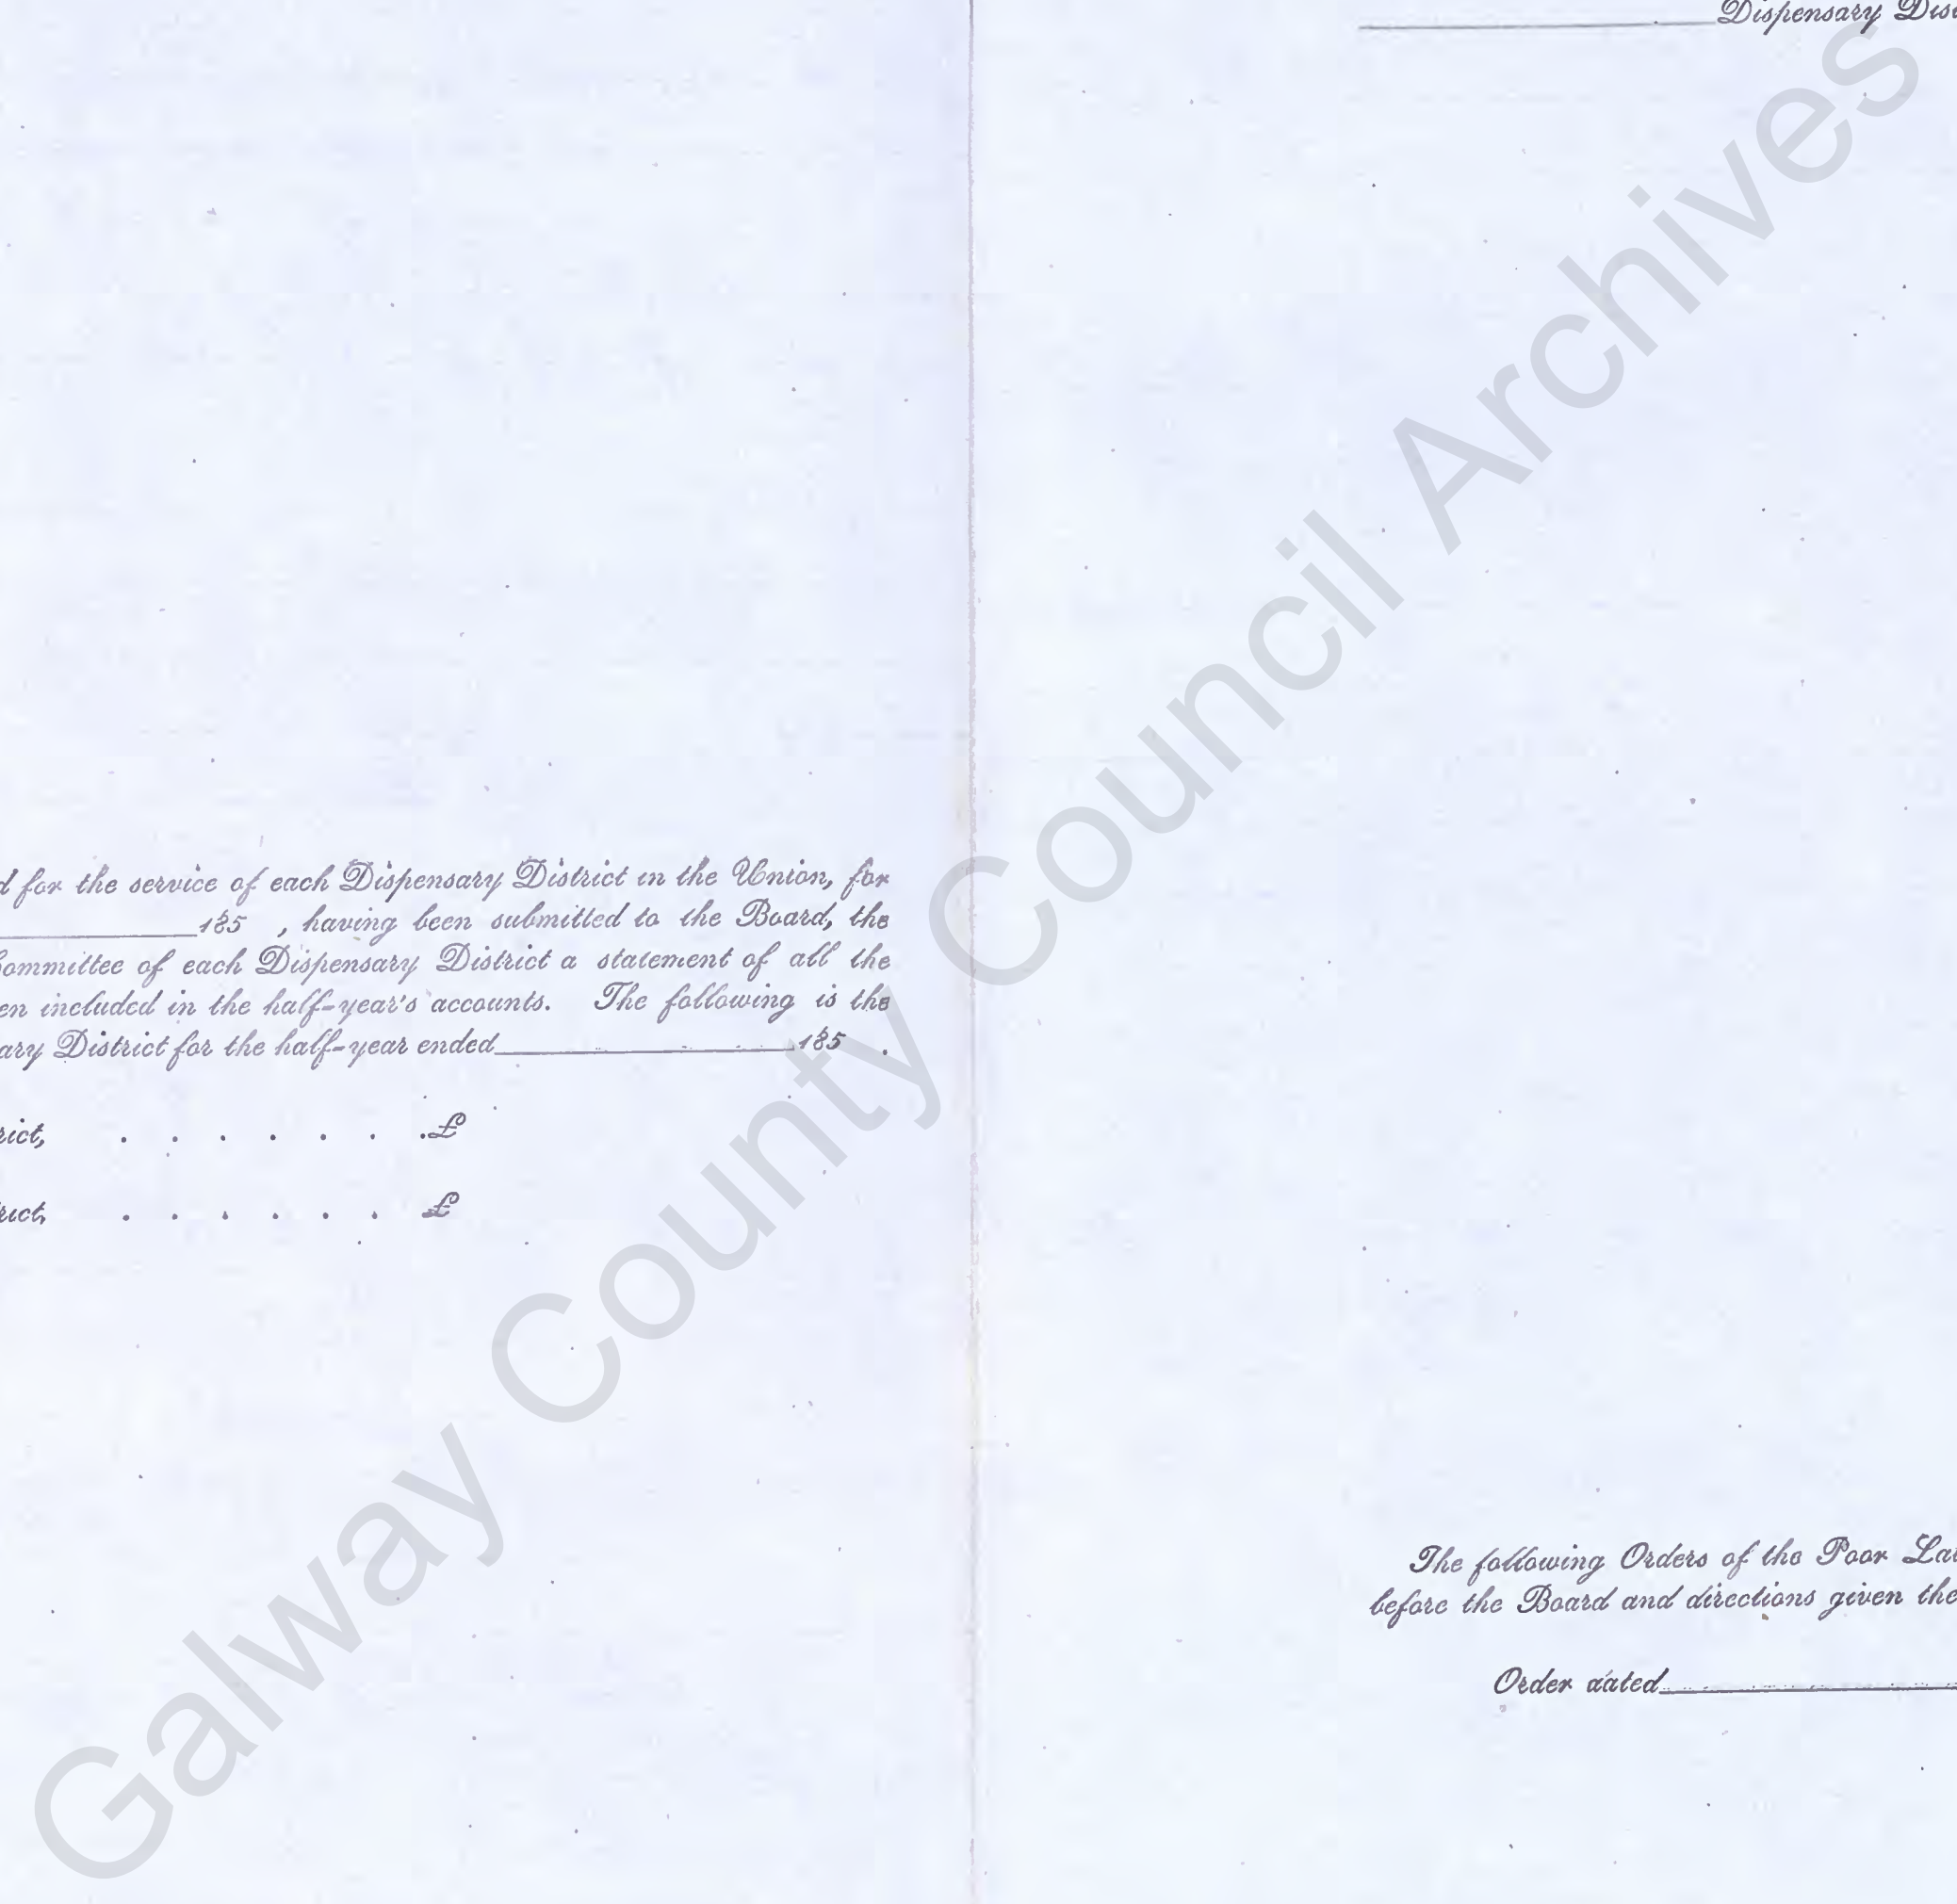 d for the service of each Dispensary District in the Union, for
185 , having been submitted to the Board, the
Committee of each Dispensary District a statement of all the
en included in the half-year's accounts. The following is the
ary District for the half-year ended 185 .
rict, . . . . . . . £
rict, . . . . . . £
Dispensary Dis
The following Orders of the Poor La
before the Board and directions given the
Order dated
Galway County Council Archives